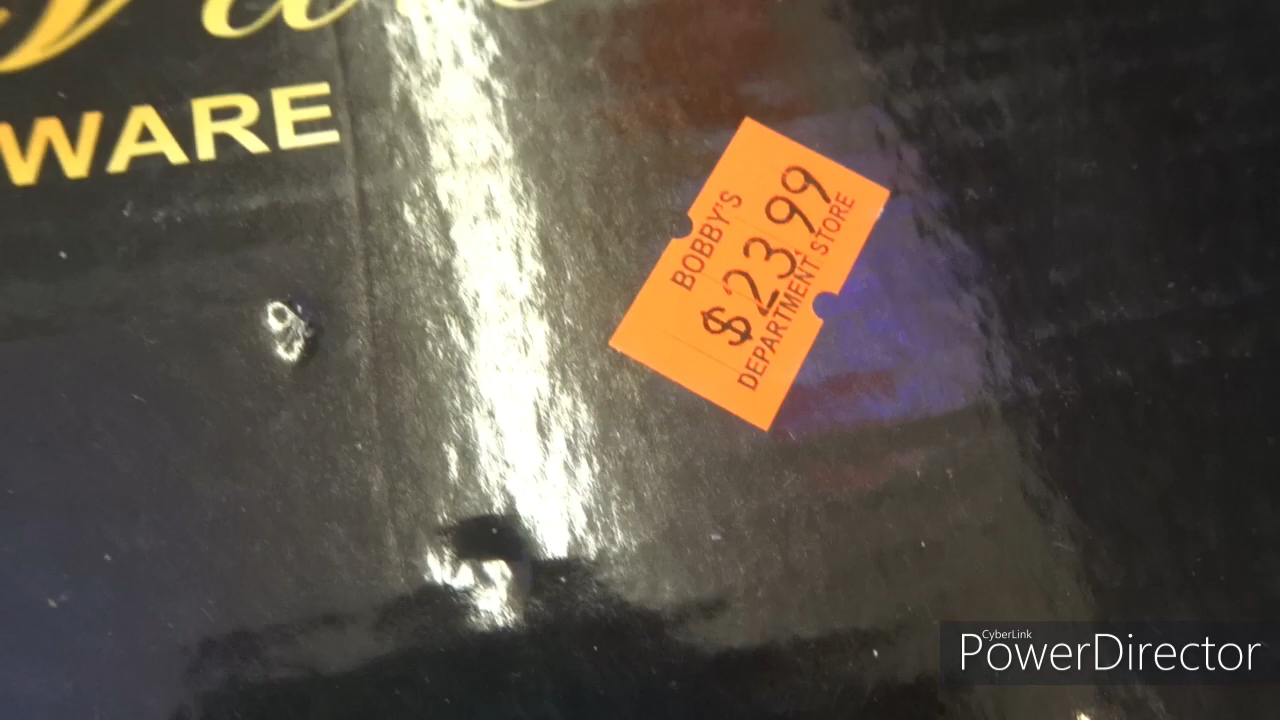 WARE
BOBBY'S
$23.99
DEPARTMENT STORE
CyberLink
PowerDirector